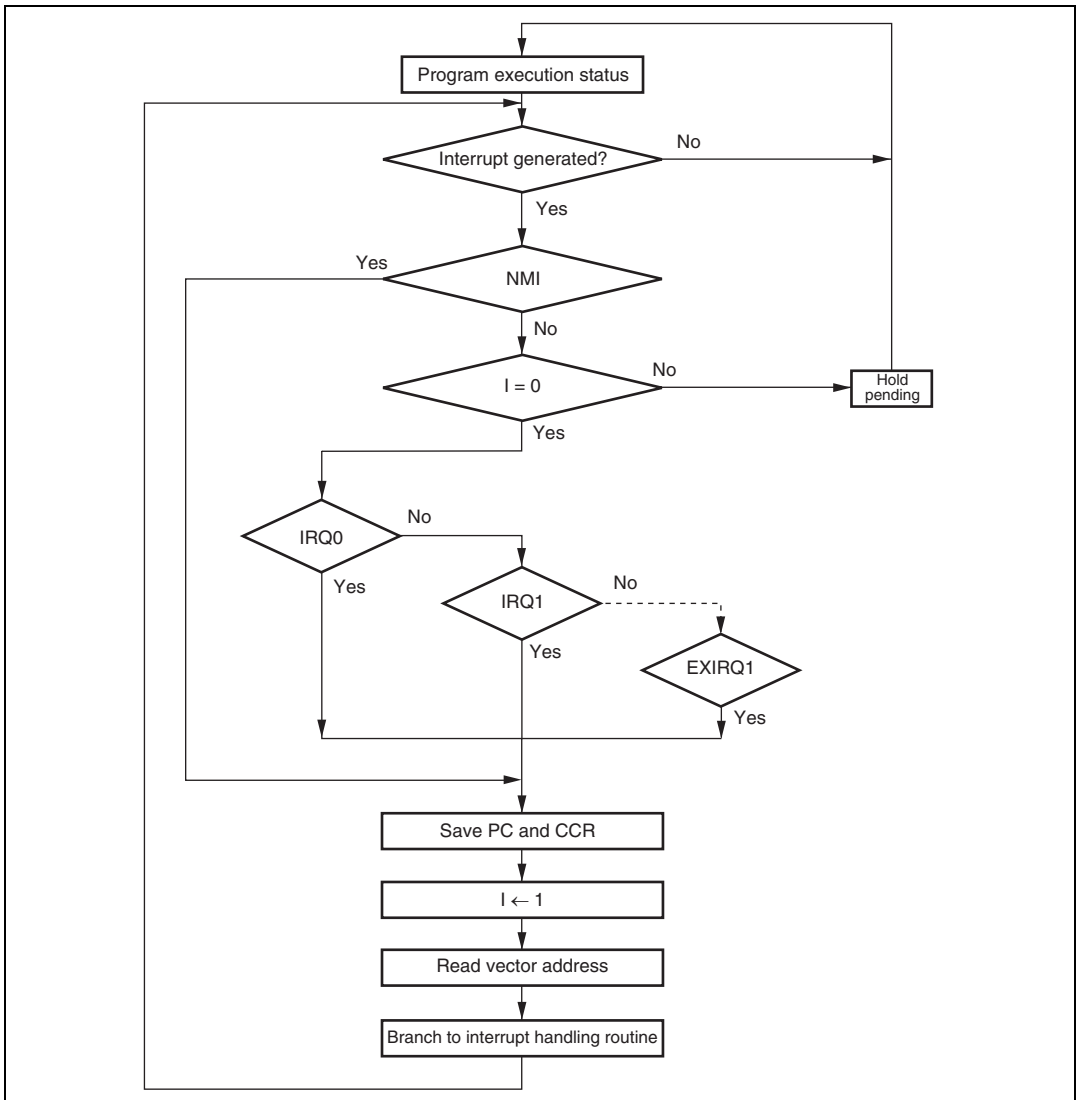 Program execution status
Interrupt generated?
No
Yes
Yes
NMI
No
I = 0
No
Hold
pending
Yes
IRQ0
No
Yes
IRQ1
No
Yes
EXIRQ1
Yes
Save PC and CCR
I ← 1
Read vector address
Branch to interrupt handling routine